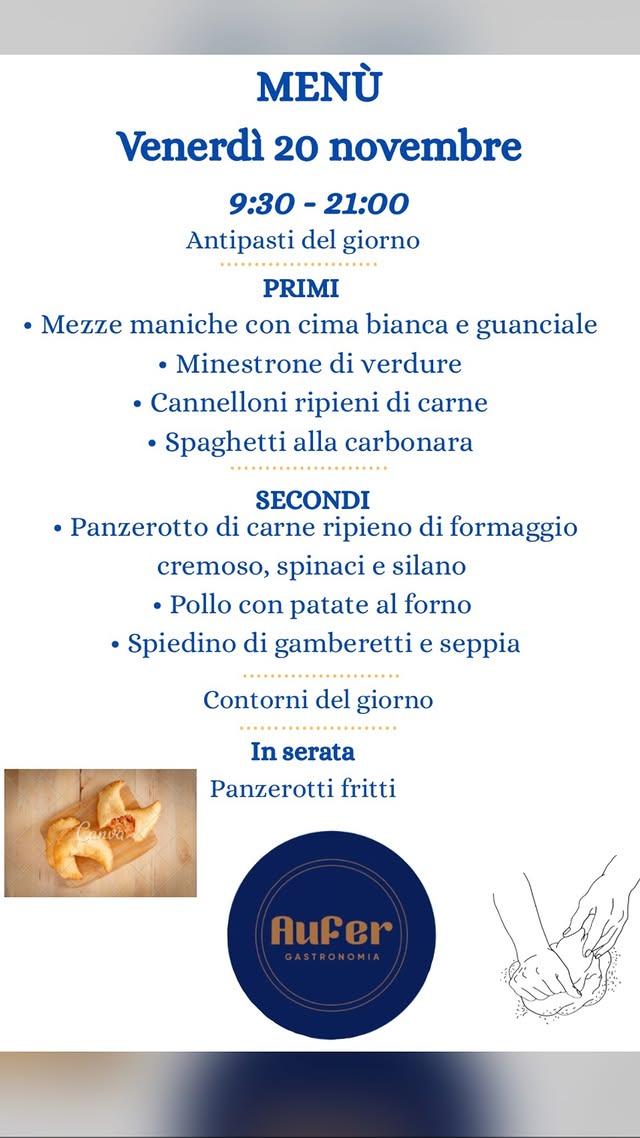 MENÙ
Venerdì 20 novembre
9:30 - 21:00
Antipasti del giorno
PRIMI
• Mezze maniche con cima bianca e guanciale
• Minestrone di verdure
• Cannelloni ripieni di carne
• Spaghetti alla carbonara
SECONDI
• Panzerotto di carne ripieno di formaggio
cremoso, spinaci e silano
• Pollo con patate al forno
• Spiedino di gamberetti e seppia
Contorni del giorno
In serata
Panzerotti fritti
Canva
AuFer
GASTRONOMIA